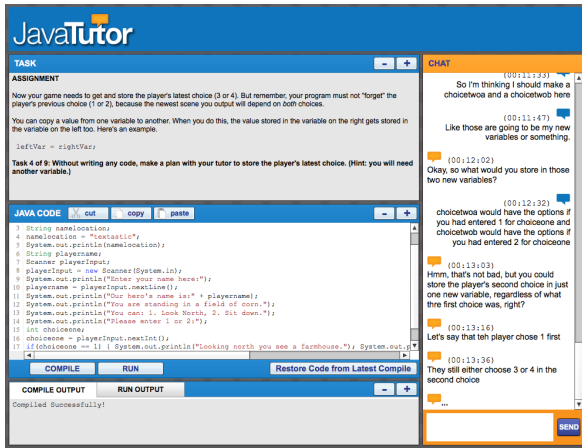 JavaTutor
TASK
- +
ASSIGNMENT
Now your game needs to get and store the player's latest choice (3 or 4). But remember, your program must not "forget" the
player's previous choice (1 or 2), because the newest scene you output will depend on both choices.
You can copy a value from one variable to another. When you do this, the value stored in the variable on the right gets stored in
the variable on the left too. Here's an example.
leftVar = rightVar;
Task 4 of 9: Without writing any code, make a plan with your tutor to store the player's latest choice. (Hint: you will need
another variable.)
JAVA CODE
cut
copy
paste
- +
3 String namelocation;
4 namelocation = "textastic";
5 System.out.println(namelocation);
6 String playername;
7 Scanner playerInput;
8 playerInput = new Scanner(System.in);
9 System.out.println("Enter your name here:");
10 playername = playerInput.nextLine();
11 System.out.println("Our hero's name is:" + playername);
12 System.out.println("You are standing in a field of corn.");
13 System.out.println("You can: 1. Look North, 2. Sit down.");
14 System.out.println("Please enter 1 or 2:");
15 int choiceone;
16 choiceone = playerInput.nextInt();
17 if(choiceone == 1) { System.out.println("Looking north you see a farmhouse."); System.out.p
COMPILE
RUN
Restore Code from Latest Compile
COMPILE OUTPUT
RUN OUTPUT
- +
Compiled Successfully!
CHAT
(00:11:33)
So I'm thinking I should make a
choicetwoa and a choicetwob here
(00:11:47)
Like those are going to be my new
variables or something.
(00:12:02)
Okay, so what would you store in those
two new variables?
(00:12:32)
choicetwoa would have the options if
you had entered 1 for choiceone and
choicetwob would have the options if
you had entered 2 for choiceone
(00:13:03)
Hmm, that's not bad, but you could
store the player's second choice in just
one new variable, regardless of what
thre first choice was, right?
(00:13:16)
Let's say that teh player chose 1 first
(00:13:36)
They still either choose 3 or 4 in the
second choice
...
SEND